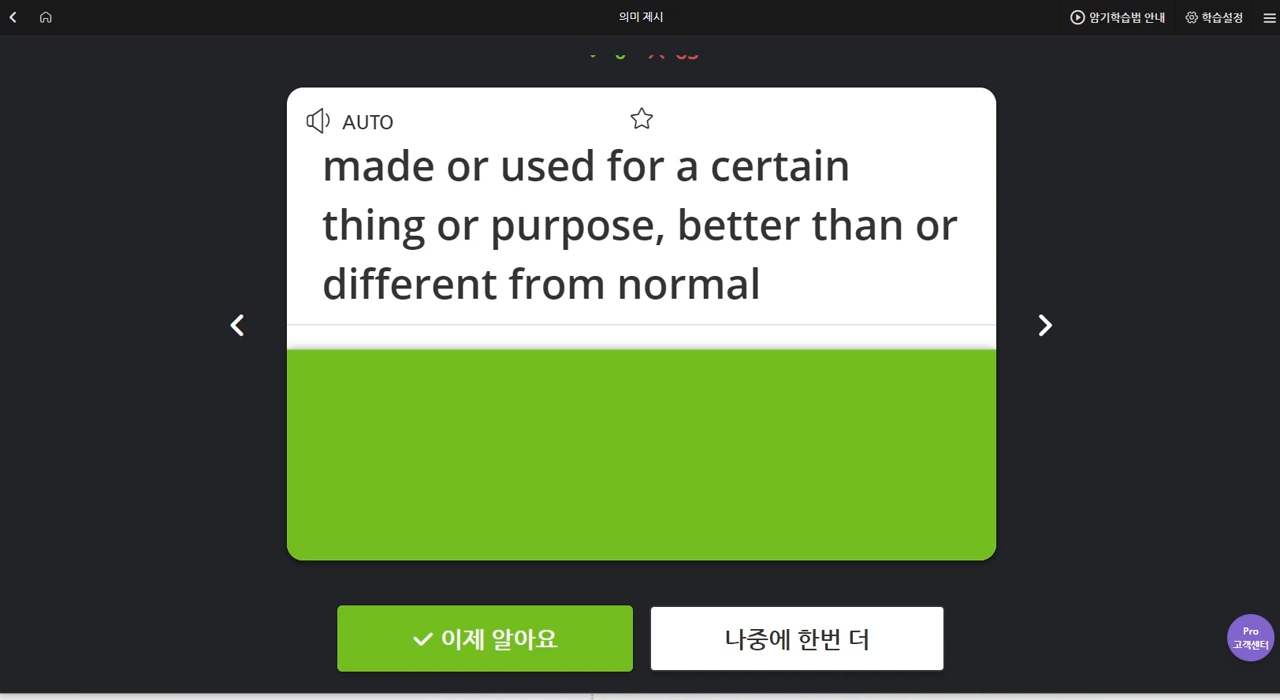 의미 제시
암기학습법 안내
학습설정
AUTO
made or used for a certain
thing or purpose, better than or
different from normal
이제 알아요
나중에 한번 더
Pro
고객센터